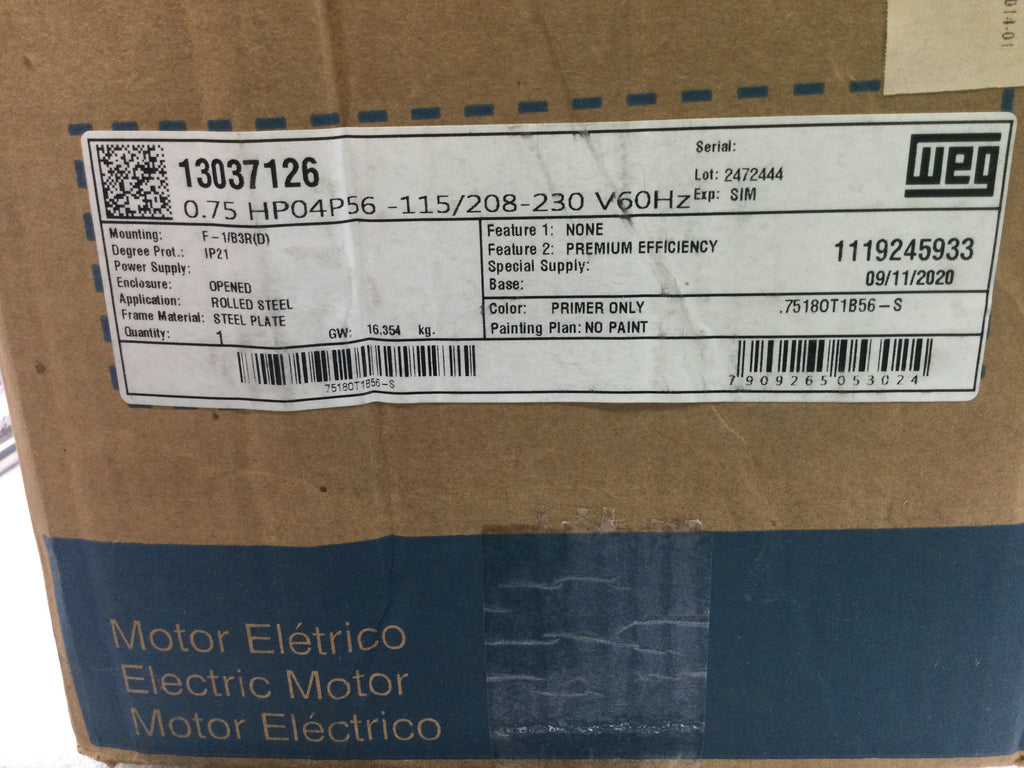 014-01
13037126
0.75 HP04P56 -115/208-230 V60Hz
Serial:
Lot: 2472444
Exp: SIM
weg
Mounting: F-1/B3R(D)
Degree Prot.: IP21
Power Supply:
Enclosure: OPENED
Application: ROLLED STEEL
Frame Material: STEEL PLATE
Quantity: 1 GW: 16.354 kg.
Feature 1: NONE
Feature 2: PREMIUM EFFICIENCY
Special Supply:
Base:
1119245933
09/11/2020
Color: PRIMER ONLY
Painting Plan: NO PAINT
.75180T1B56-S
.75180T1B56-S
7909265053024
Motor Elétrico
Electric Motor
Motor Eléctrico